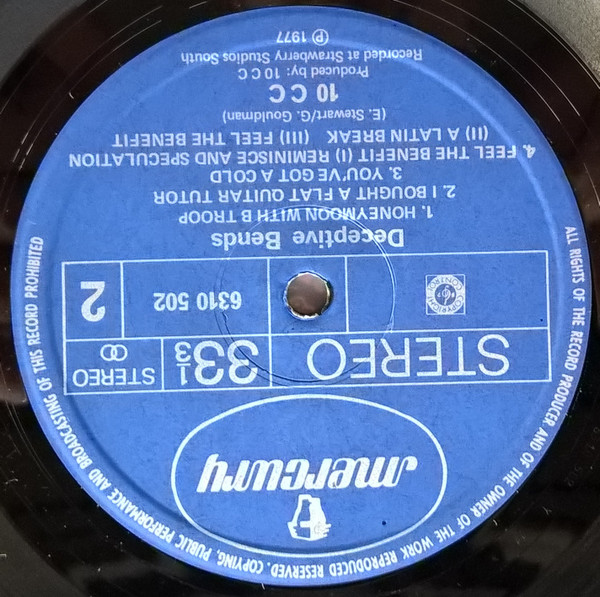 mercury
STEREO
33 1/3
STEREO
6310 502
2
Deceptive Bends
1. HONEYMOON WITH B TROOP
2. I BOUGHT A FLAT GUITAR TUTOR
3. YOU'VE GOT A COLD
4. FEEL THE BENEFIT (I) REMINISCE AND SPECULATION
(II) A LATIN BREAK (III) FEEL THE BENEFIT
(E. Stewart/G. Gouldman)
10 C C
Produced by: 10 C C
Recorded at Strawberry Studios South
℗ 1977
ALL RIGHTS OF THE RECORD PRODUCER AND OF THE OWNER OF THE WORK REPRODUCED RESERVED. COPYING, PUBLIC PERFORMANCE AND BROADCASTING OF THIS RECORD PROHIBITED